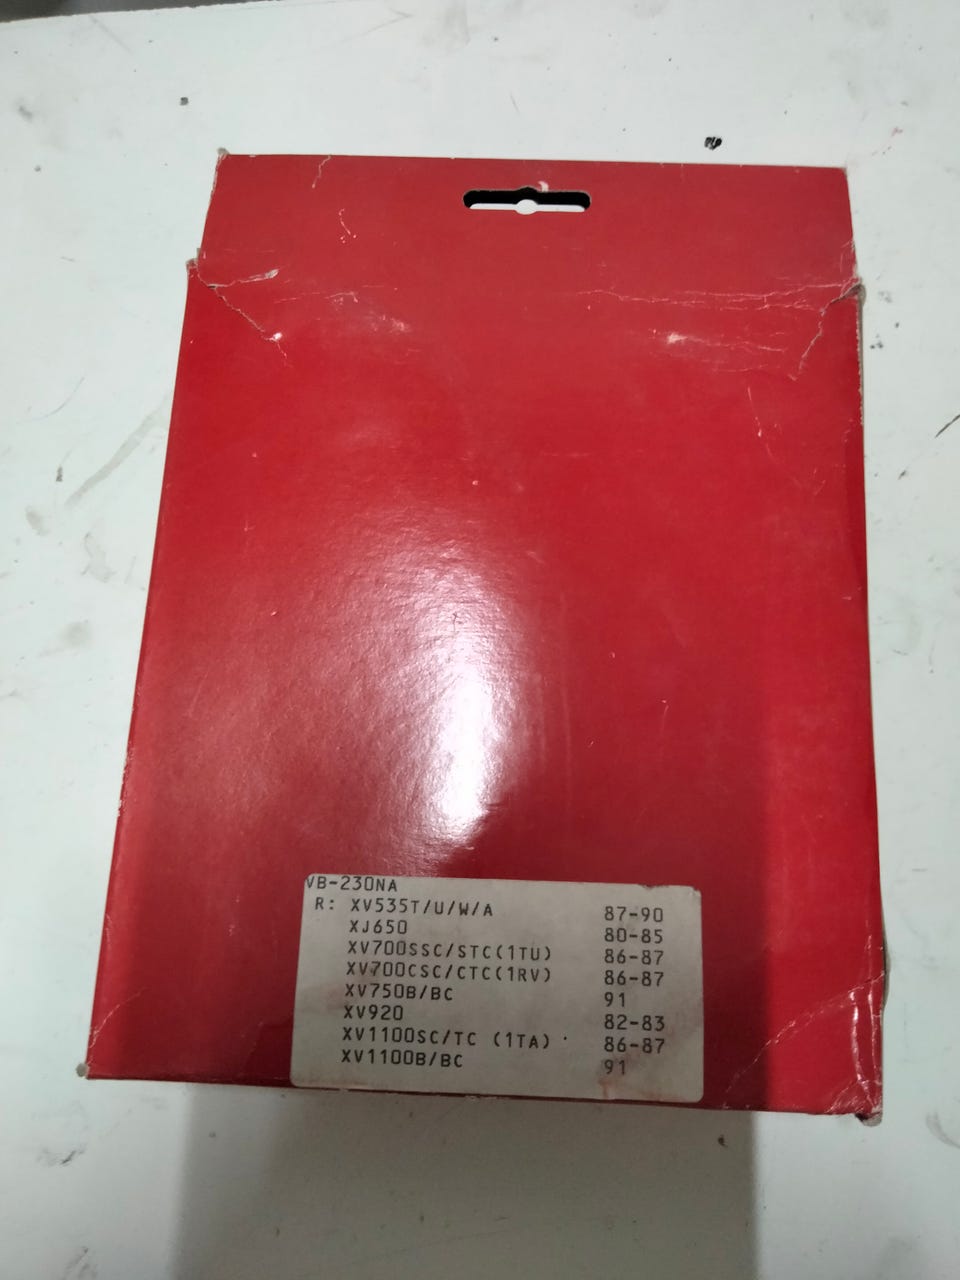 VB-230NA
R: XV535T/U/W/A 87-90
XJ650 80-85
XV700SSC/STC(1TU) 86-87
XV700CSC/CTC(1RV) 86-87
XV750B/BC 91
XV920 82-83
XV1100SC/TC (1TA) 86-87
XV1100B/BC 91